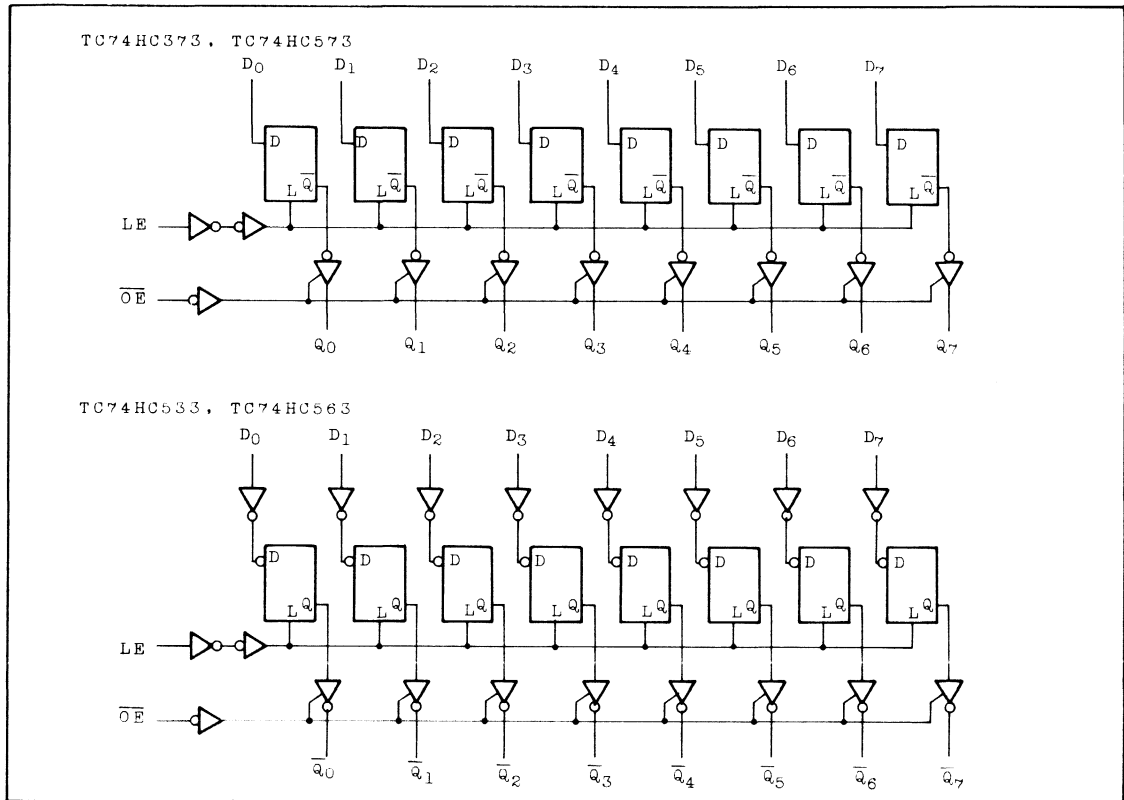 TC74HC373, TC74HC573
D0 D1 D2 D3 D4 D5 D6 D7
D D D D D D D D
L Q̅ L Q̅ L Q̅ L Q̅ L Q̅ L Q̅ L Q̅ L Q̅
LE
O̅E̅
Q0 Q1 Q2 Q3 Q4 Q5 Q6 Q7
TC74HC533, TC74HC563
D0 D1 D2 D3 D4 D5 D6 D7
D D D D D D D D
L Q L Q L Q L Q L Q L Q L Q L Q
LE
O̅E̅
Q̅0 Q̅1 Q̅2 Q̅3 Q̅4 Q̅5 Q̅6 Q̅7